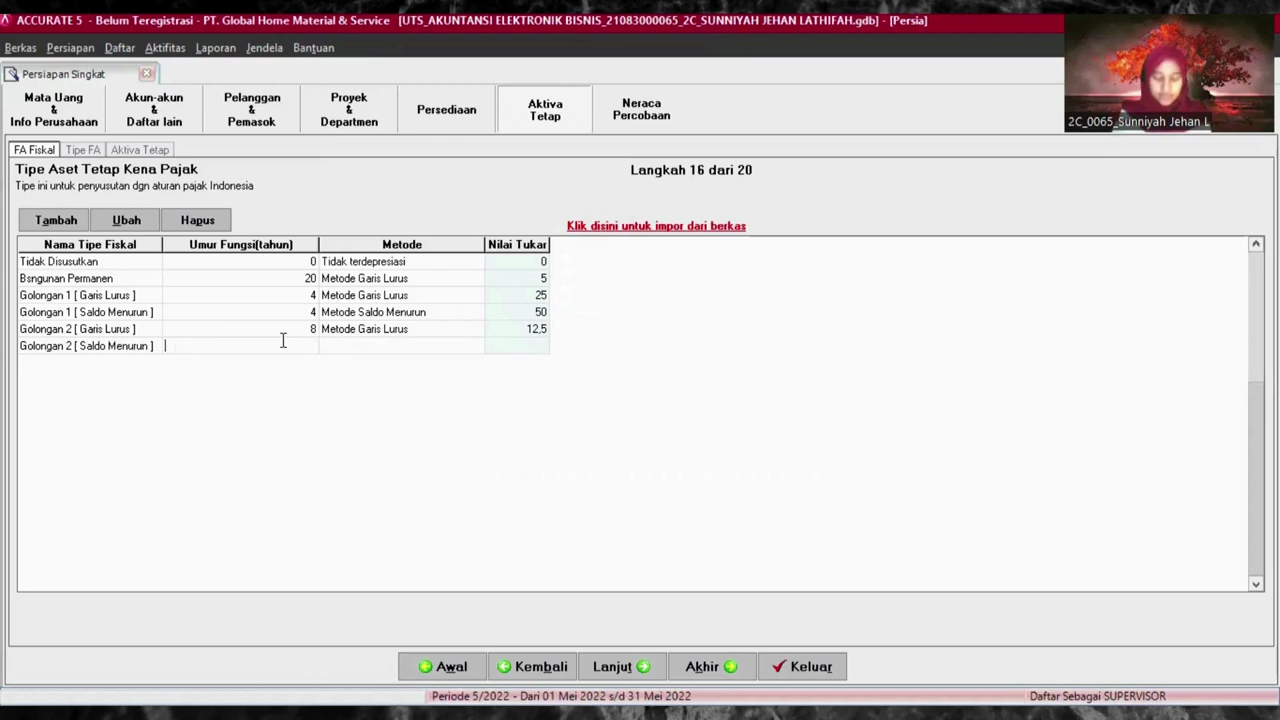 ACCURATE 5 - Belum Teregistrasi - PT. Global Home Material & Service [UTS_AKUNTANSI ELEKTRONIK BISNIS_21083000065_2C_SUNNIYAH JEHAN LATHIFAH.gdb] - [Persia]
Berkas Persiapan Daftar Aktifitas Laporan Jendela Bantuan
Persiapan Singkat
Mata Uang & Info Perusahaan
Akun-akun & Daftar lain
Pelanggan & Pemasok
Proyek & Departmen
Persediaan
Aktiva Tetap
Neraca Percobaan
2C_0065_Sunniyah Jehan L
FA Fiskal Tipe FA Aktiva Tetap
Tipe Aset Tetap Kena Pajak
Langkah 16 dari 20
Tipe ini untuk penyusutan dgn aturan pajak Indonesia
Tambah Ubah Hapus
Klik disini untuk impor dari berkas
Nama Tipe Fiskal Umur Fungsi(tahun) Metode Nilai Tukar
Tidak Disusutkan 0 Tidak terdepresiasi 0
Bsngunan Permanen 20 Metode Garis Lurus 5
Golongan 1 [ Garis Lurus ] 4 Metode Garis Lurus 25
Golongan 1 [ Saldo Menurun ] 4 Metode Saldo Menurun 50
Golongan 2 [ Garis Lurus ] 8 Metode Garis Lurus 12,5
Golongan 2 [ Saldo Menurun ]
Awal Kembali Lanjut Akhir Keluar
Periode 5/2022 - Dari 01 Mei 2022 s/d 31 Mei 2022
Daftar Sebagai SUPERVISOR